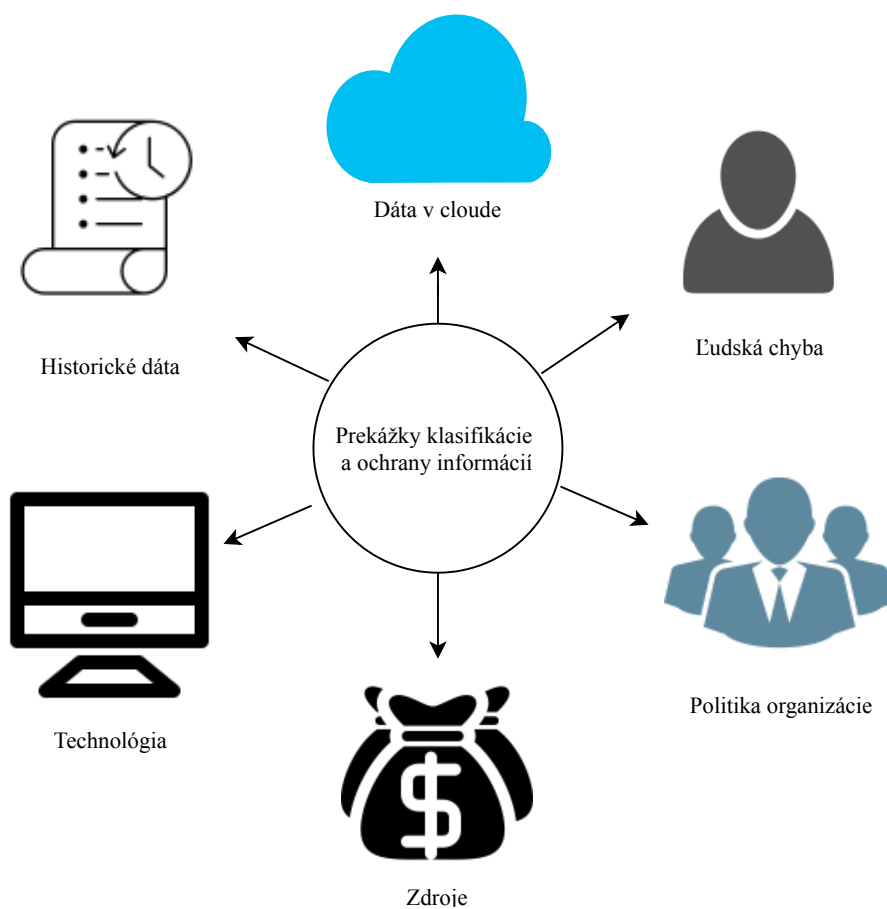 Dáta v cloude
Historické dáta
Ľudská chyba
Prekážky klasifikácie
a ochrany informácií
Technológia
Politika organizácie
Zdroje